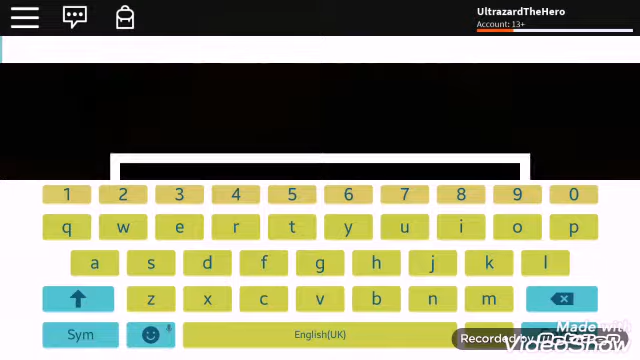 UltrazardTheHero
Account: 13+
1 2 3 4 5 6 7 8 9 0
q w e r t y u i o p
a s d f g h j k l
z x c v b n m
Sym English(UK)
Recorded by
Made with
VideoShow